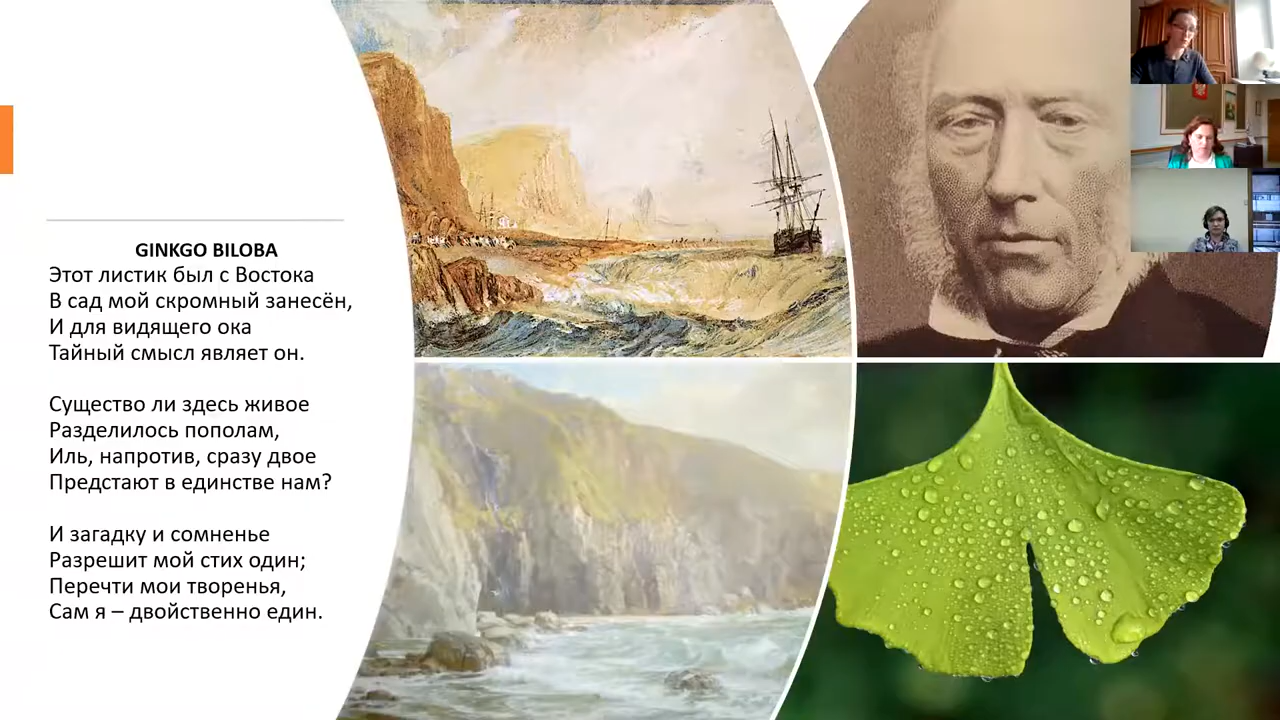 GINKGO BILOBA
Этот листик был с Востока
В сад мой скромный занесён,
И для видящего ока
Тайный смысл являет он.
Существо ли здесь живое
Разделилось пополам,
Иль, напротив, сразу двое
Предстают в единстве нам?
И загадку и сомненье
Разрешит мой стих один;
Перечти мои творенья,
Сам я – двойственно един.